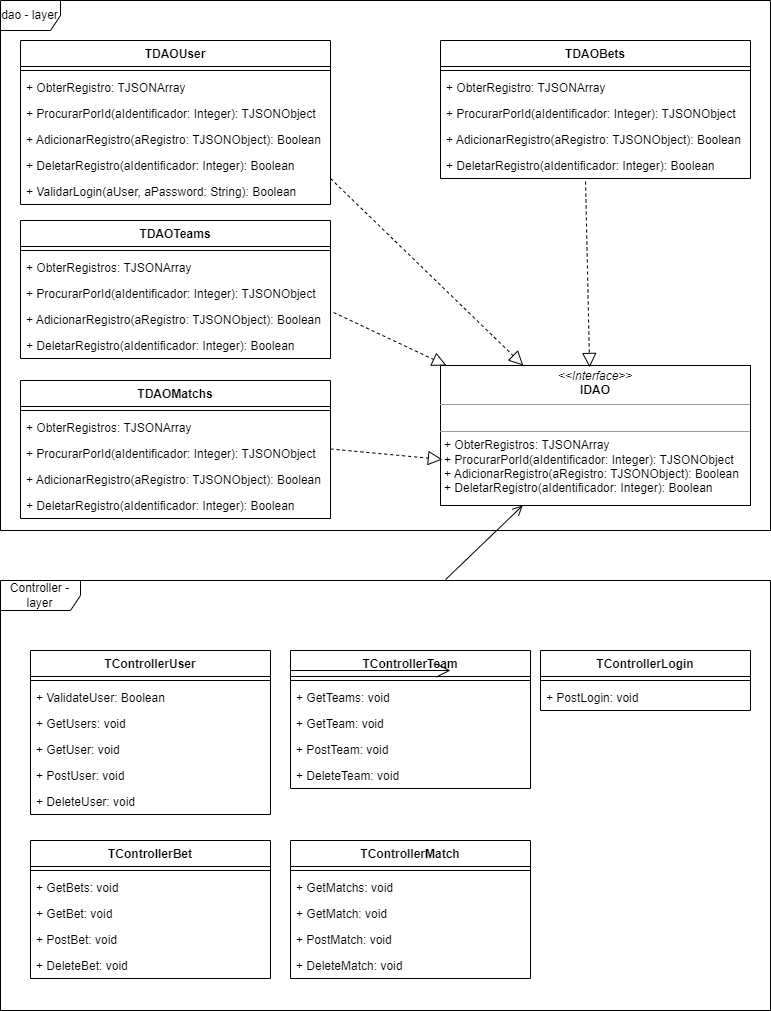 dao - layer
TDAOUser
+ ObterRegistro: TJSONArray
+ ProcurarPorId(aIdentificador: Integer): TJSONObject
+ AdicionarRegistro(aRegistro: TJSONObject): Boolean
+ DeletarRegistro(aIdentificador: Integer): Boolean
+ ValidarLogin(aUser, aPassword: String): Boolean
TDAOBets
+ ObterRegistro: TJSONArray
+ ProcurarPorId(aIdentificador: Integer): TJSONObject
+ AdicionarRegistro(aRegistro: TJSONObject): Boolean
+ DeletarRegistro(aIdentificador: Integer): Boolean
TDAOTeams
+ ObterRegistros: TJSONArray
+ ProcurarPorId(aIdentificador: Integer): TJSONObject
+ AdicionarRegistro(aRegistro: TJSONObject): Boolean
+ DeletarRegistro(aIdentificador: Integer): Boolean
TDAOMatchs
+ ObterRegistros: TJSONArray
+ ProcurarPorId(aIdentificador: Integer): TJSONObject
+ AdicionarRegistro(aRegistro: TJSONObject): Boolean
+ DeletarRegistro(aIdentificador: Integer): Boolean
<<Interface>>
IDAO
+ ObterRegistros: TJSONArray
+ ProcurarPorId(aIdentificador: Integer): TJSONObject
+ AdicionarRegistro(aRegistro: TJSONObject): Boolean
+ DeletarRegistro(aIdentificador: Integer): Boolean
Controller -
layer
TControllerUser
+ ValidateUser: Boolean
+ GetUsers: void
+ GetUser: void
+ PostUser: void
+ DeleteUser: void
TControllerTeam
+ GetTeams: void
+ GetTeam: void
+ PostTeam: void
+ DeleteTeam: void
TControllerLogin
+ PostLogin: void
TControllerBet
+ GetBets: void
+ GetBet: void
+ PostBet: void
+ DeleteBet: void
TControllerMatch
+ GetMatchs: void
+ GetMatch: void
+ PostMatch: void
+ DeleteMatch: void